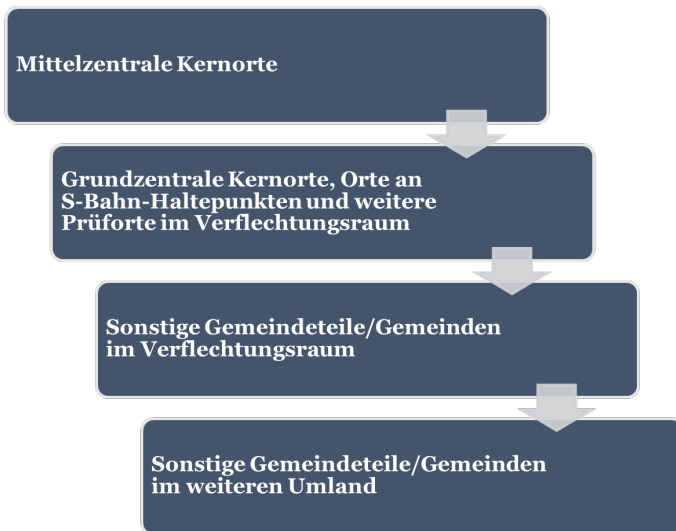 Mittelzentrale Kernorte
Grundzentrale Kernorte, Orte an
S-Bahn-Haltepunkten und weitere
Prüforte im Verflechtungsraum
Sonstige Gemeindeteile/Gemeinden
im Verflechtungsraum
Sonstige Gemeindeteile/Gemeinden
im weiteren Umland